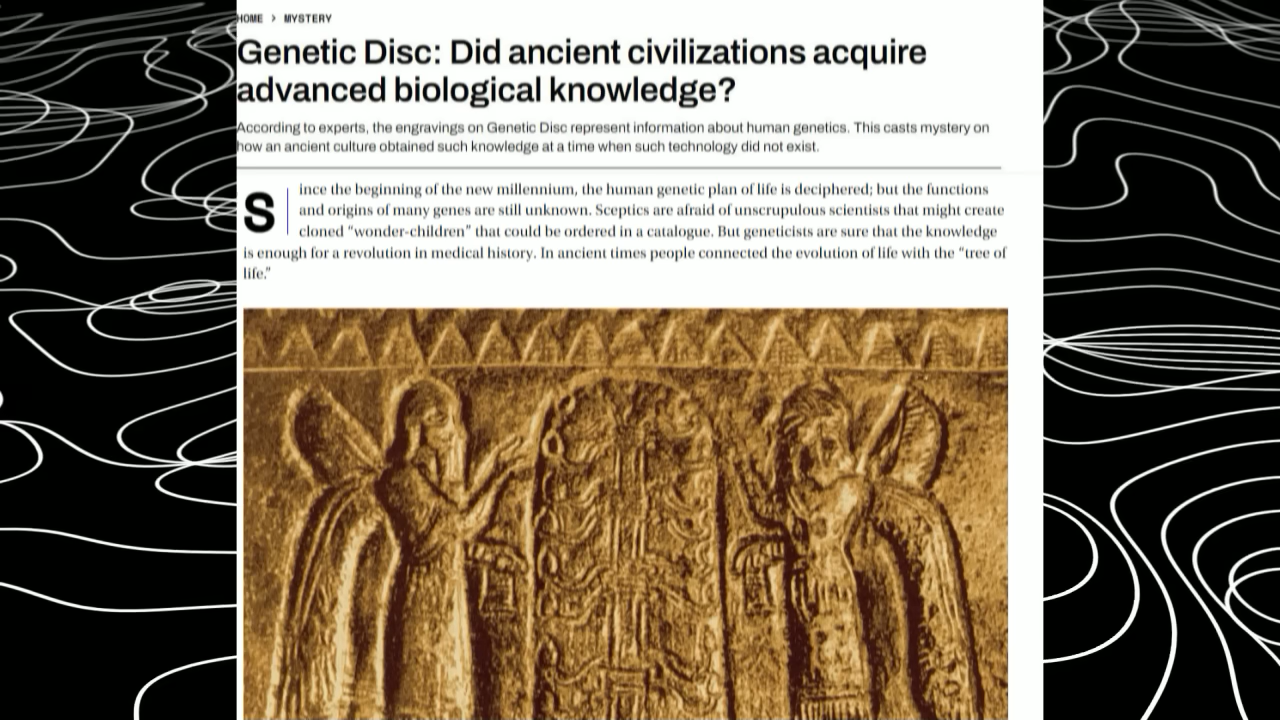 HOME > MYSTERY
Genetic Disc: Did ancient civilizations acquire
advanced biological knowledge?
According to experts, the engravings on Genetic Disc represent information about human genetics. This casts mystery on
how an ancient culture obtained such knowledge at a time when such technology did not exist.
Since the beginning of the new millennium, the human genetic plan of life is deciphered; but the functions
and origins of many genes are still unknown. Sceptics are afraid of unscrupulous scientists that might create
cloned “wonder-children” that could be ordered in a catalogue. But geneticists are sure that the knowledge
is enough for a revolution in medical history. In ancient times people connected the evolution of life with the “tree of
life.”